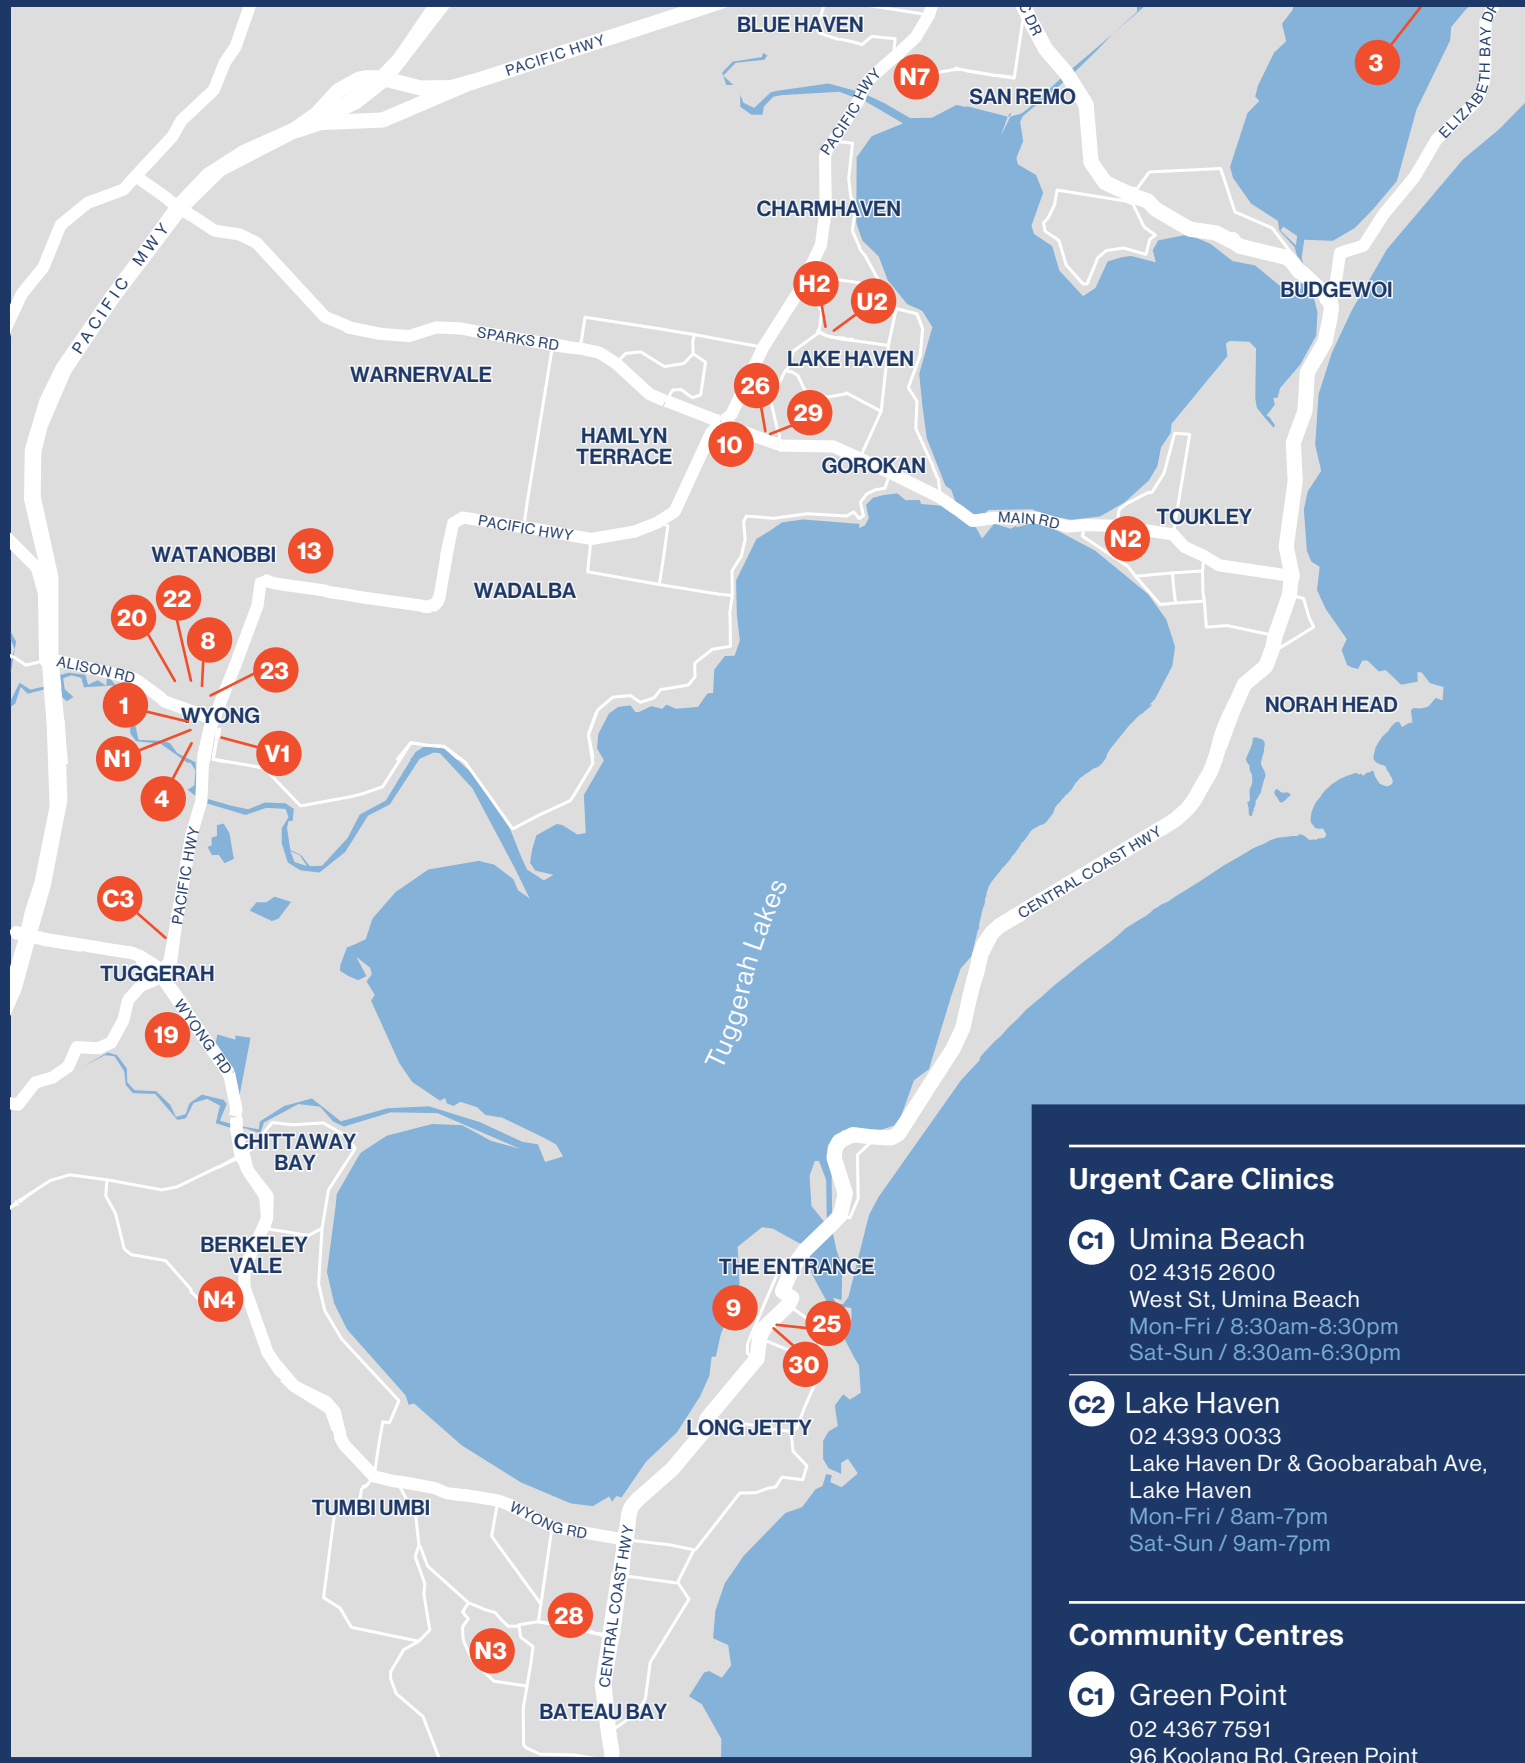 BLUE HAVEN
C DR
PACIFIC HWY
3
N7
SAN REMO
ELIZABETH BAY DR
PACIFIC HWY
CHARMHAVEN
PACIFIC MWY
H2
U2
BUDGEWOI
SPARKS RD
LAKE HAVEN
WARNERVALE
26
29
HAMLYN
TERRACE
10
GOROKAN
PACIFIC HWY
MAIN RD
TOUKLEY
N2
WATANOBBI
13
WADALBA
22
20
8
ALISON RD
23
1
WYONG
NORAH HEAD
N1
V1
4
PACIFIC HWY
CENTRAL COAST HWY
C3
Tuggerah Lakes
TUGGERAH
19
WYONG RD
CHITTAWAY
BAY
BERKELEY
VALE
N4
THE ENTRANCE
9
25
30
LONG JETTY
TUMBI UMBI
WYONG RD
CENTRAL COAST HWY
28
N3
BATEAU BAY
Urgent Care Clinics
C1 Umina Beach
02 4315 2600
West St, Umina Beach
Mon-Fri / 8:30am-8:30pm
Sat-Sun / 8:30am-6:30pm
C2 Lake Haven
02 4393 0033
Lake Haven Dr & Goobarabah Ave,
Lake Haven
Mon-Fri / 8am-7pm
Sat-Sun / 9am-7pm
Community Centres
C1 Green Point
02 4367 7591
96 Koolang Rd, Green Point